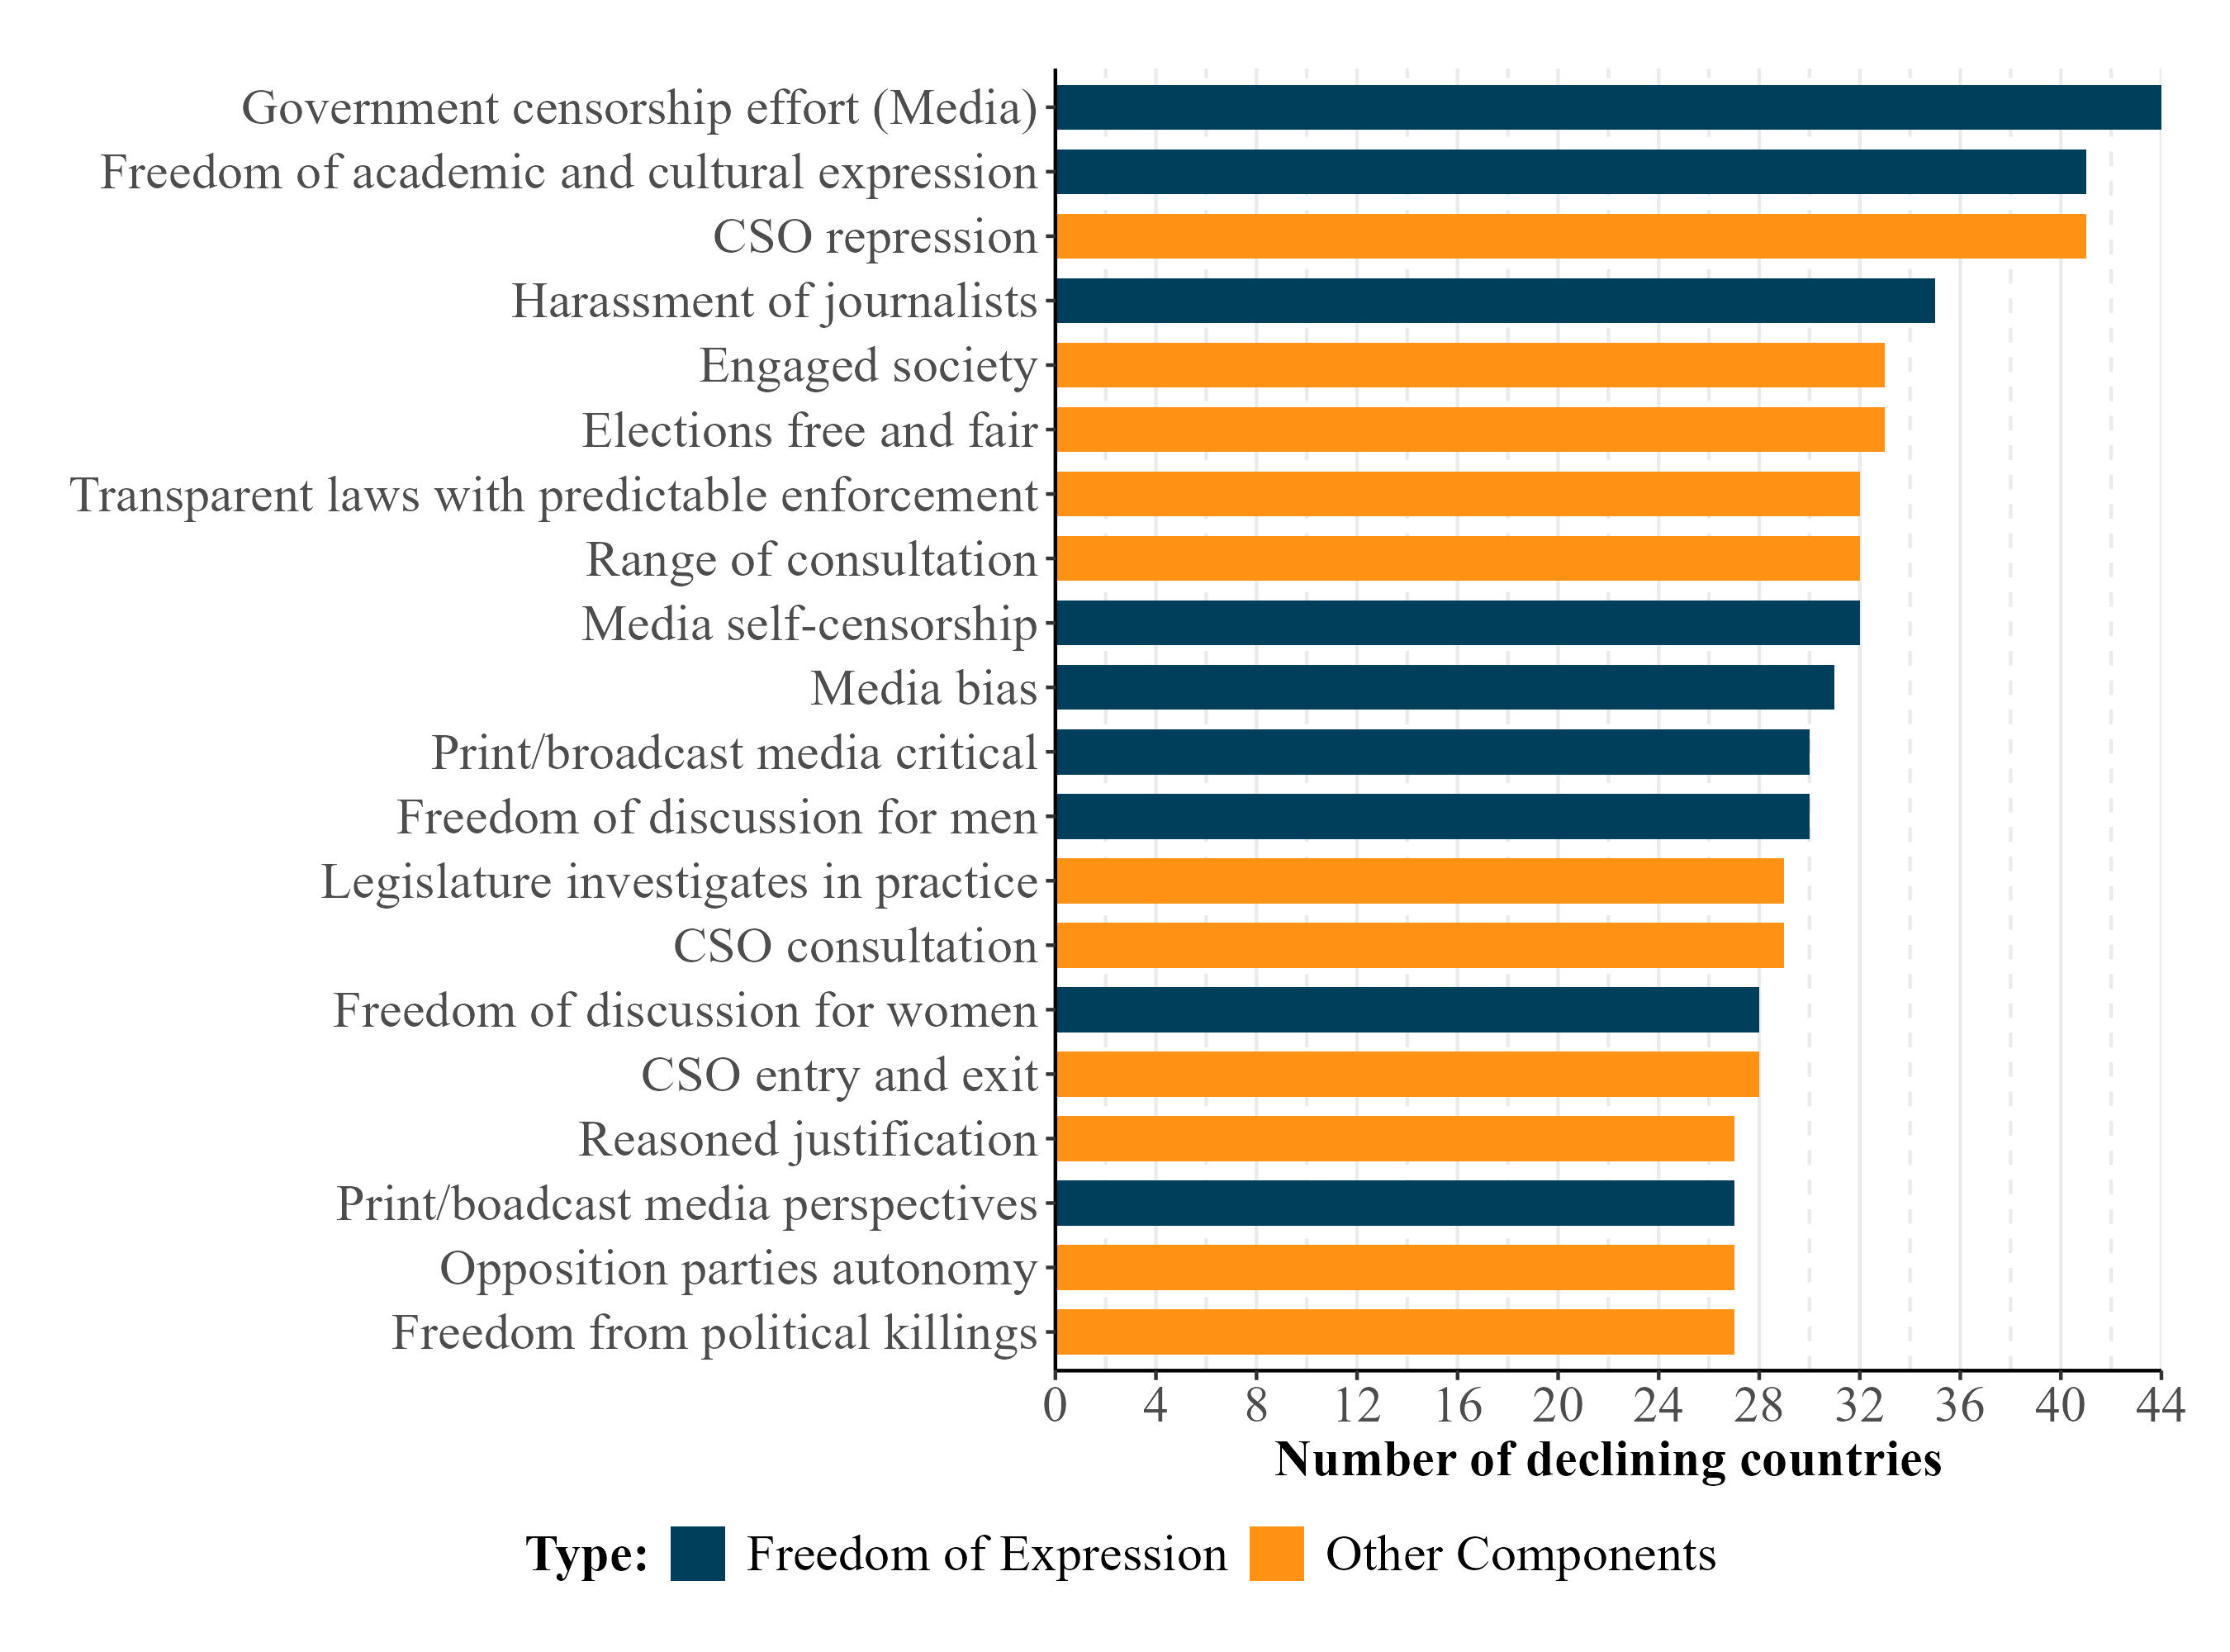 Government censorship effort (Media)
Freedom of academic and cultural expression
CSO repression
Harassment of journalists
Engaged society
Elections free and fair
Transparent laws with predictable enforcement
Range of consultation
Media self-censorship
Media bias
Print/broadcast media critical
Freedom of discussion for men
Legislature investigates in practice
CSO consultation
Freedom of discussion for women
CSO entry and exit
Reasoned justification
Print/boadcast media perspectives
Opposition parties autonomy
Freedom from political killings
0 4 8 12 16 20 24 28 32 36 40 44
Number of declining countries
Type: Freedom of Expression Other Components